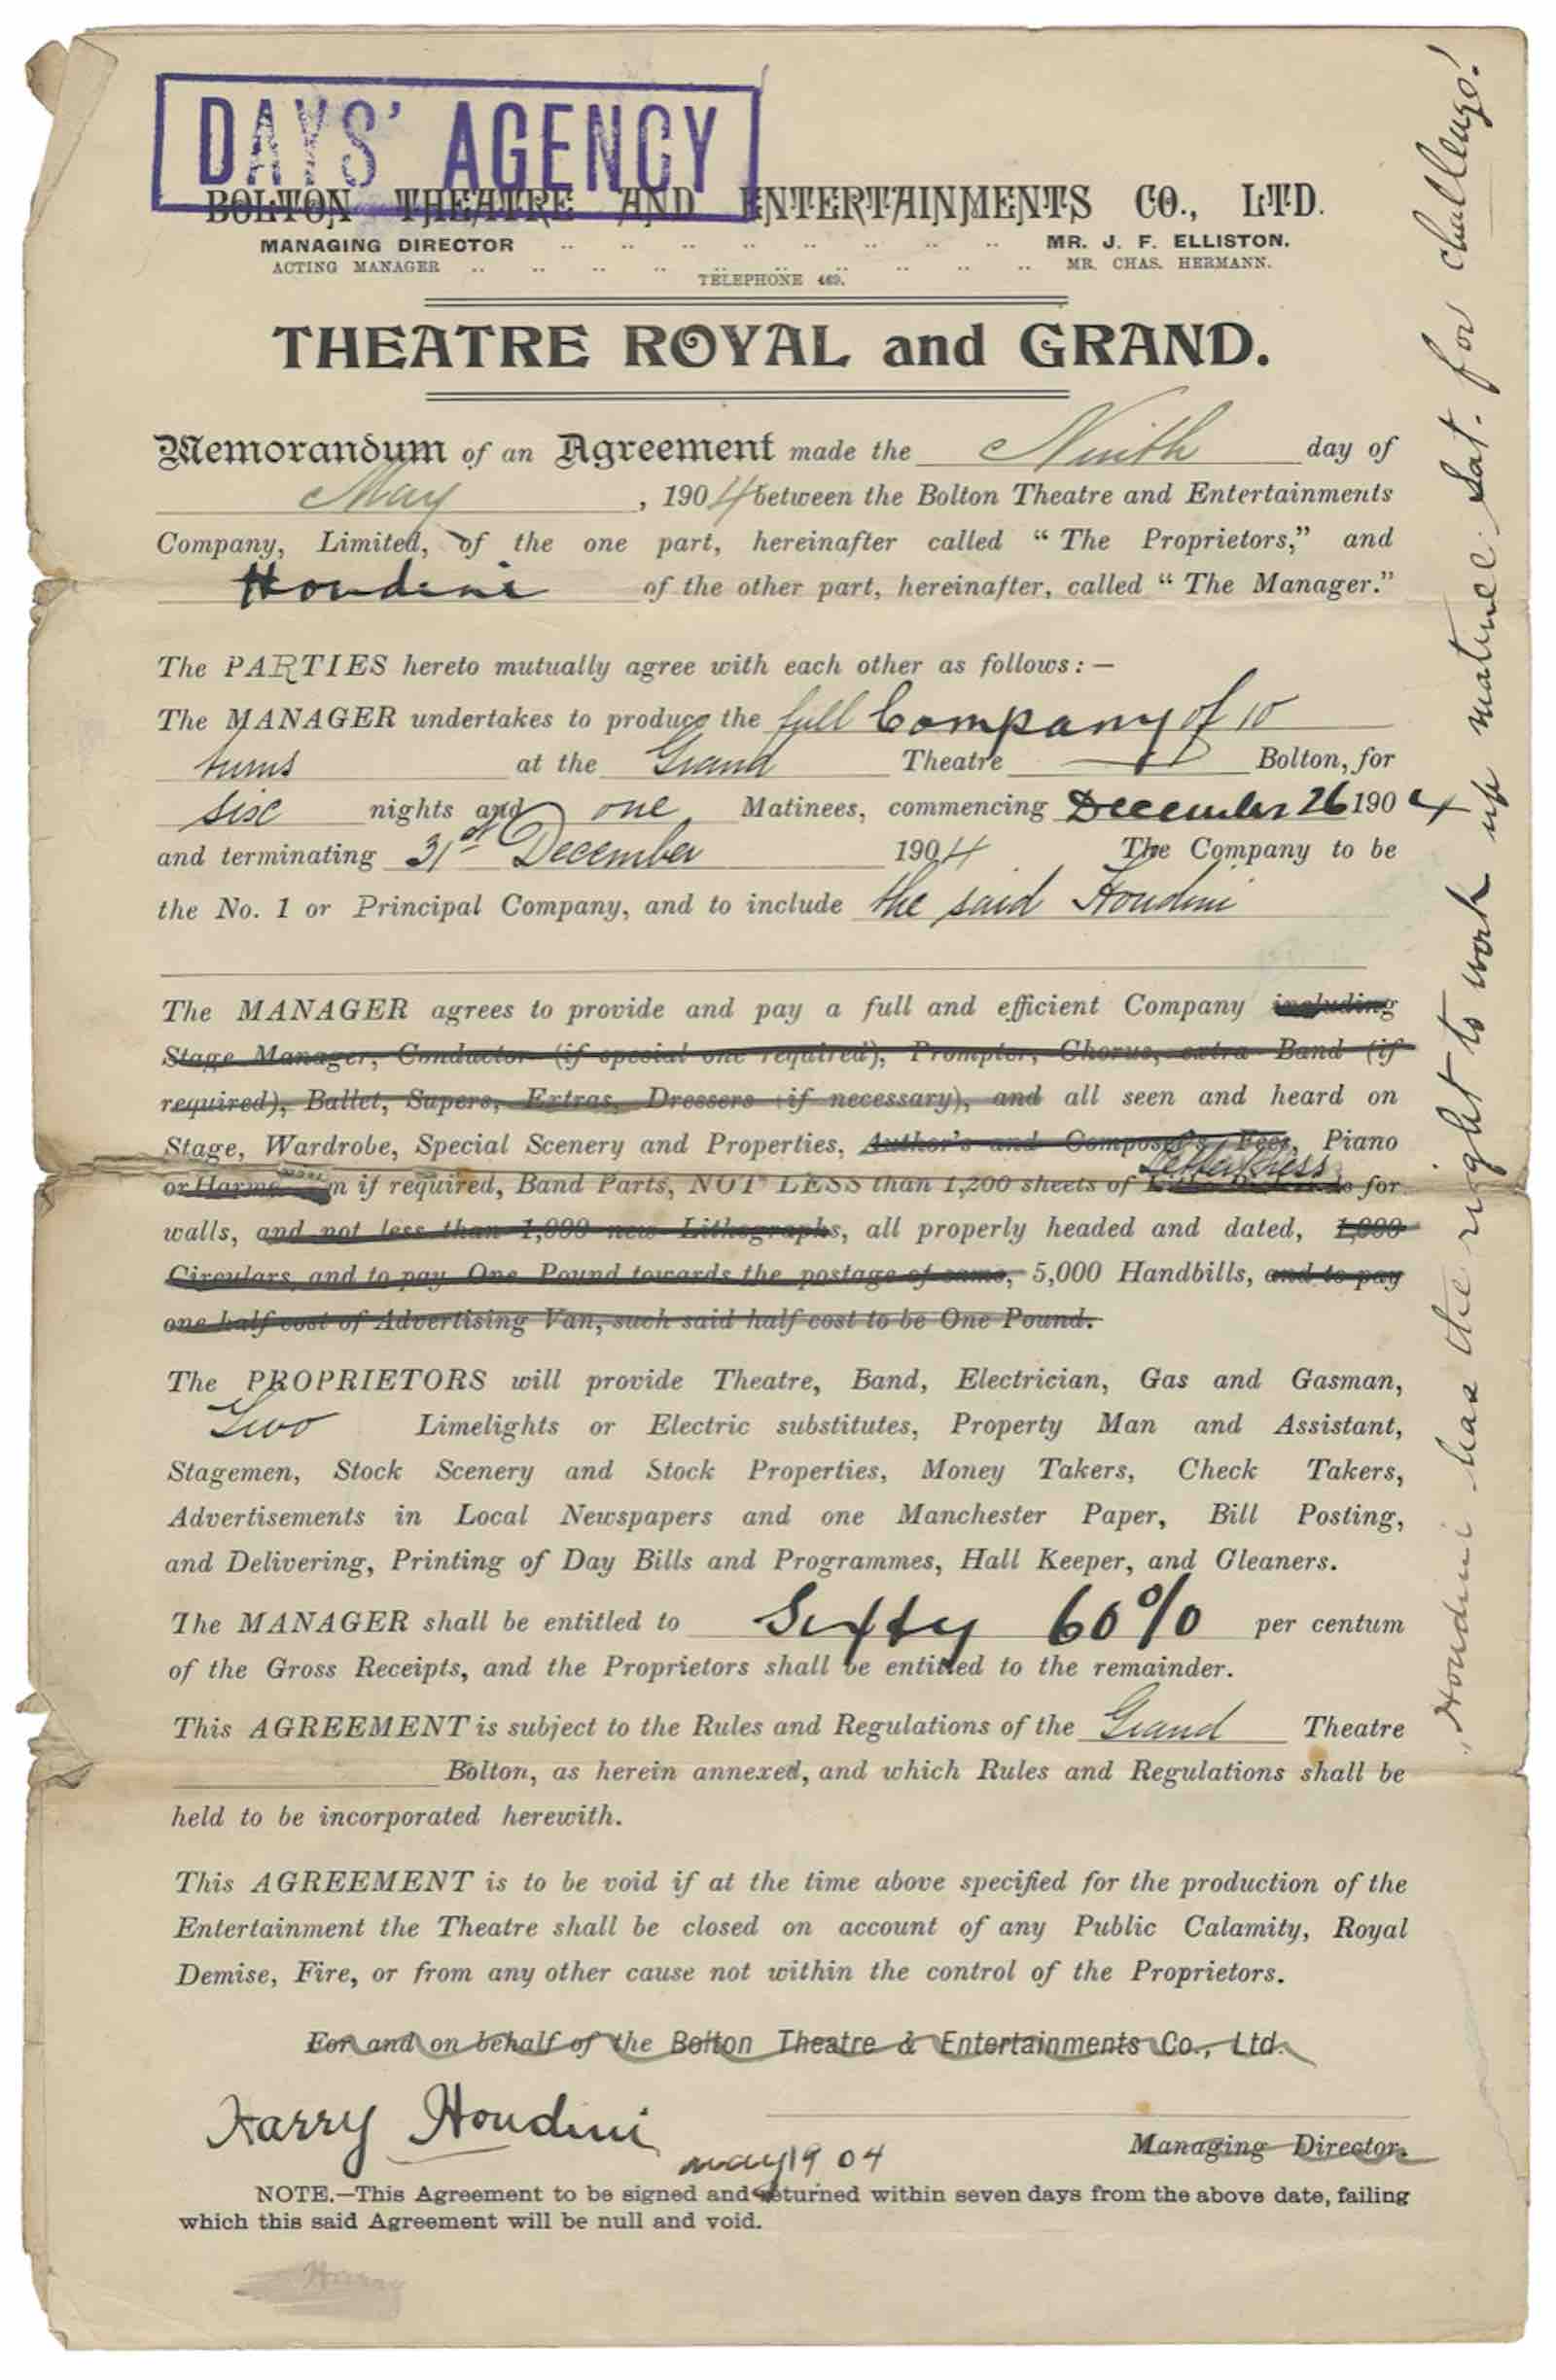 DAYS' AGENCY
BOLTON THEATRE AND ENTERTAINMENTS CO., LTD.
MANAGING DIRECTOR .. .. .. .. .. .. .. .. MR. J. F. ELLISTON.
ACTING MANAGER .. .. .. .. .. .. .. .. .. .. MR. CHAS. HERMANN.
TELEPHONE 469.
THEATRE ROYAL and GRAND.
Memorandum of an Agreement made the Ninth day of
May, 1904 between the Bolton Theatre and Entertainments
Company, Limited, of the one part, hereinafter called “The Proprietors,” and
Houdini of the other part, hereinafter, called “The Manager.”
The PARTIES hereto mutually agree with each other as follows:—
The MANAGER undertakes to produce the full Company of 10
turns at the Grand Theatre Bolton, for
six nights and one Matinees, commencing December 26 1904
and terminating 31st December 1904 The Company to be
the No. 1 or Principal Company, and to include the said Houdini
The MANAGER agrees to provide and pay a full and efficient Company including
Stage Manager, Conductor (if special one required), Prompter, Chorus, extra Band (if
required), Ballet, Supers, Extras, Dressers (if necessary), and all seen and heard on
Stage, Wardrobe, Special Scenery and Properties, Author's and Composer's Fees, Piano
or if required, Band Parts, NOT LESS than 1,200 sheets of Letterpress for
walls, and not less than 1,000 new Lithographs, all properly headed and dated, 1,000
Circulars, and to pay One Pound towards the postage of same, 5,000 Handbills, and to pay
one half cost of Advertising Van, such said half cost to be One Pound.
The PROPRIETORS will provide Theatre, Band, Electrician, Gas and Gasman,
Two Limelights or Electric substitutes, Property Man and Assistant,
Stagemen, Stock Scenery and Stock Properties, Money Takers, Check Takers,
Advertisements in Local Newspapers and one Manchester Paper, Bill Posting,
and Delivering, Printing of Day Bills and Programmes, Hall Keeper, and Cleaners.
The MANAGER shall be entitled to Sixty 60% per centum
of the Gross Receipts, and the Proprietors shall be entitled to the remainder.
This AGREEMENT is subject to the Rules and Regulations of the Grand Theatre
Bolton, as herein annexed, and which Rules and Regulations shall be
held to be incorporated herewith.
This AGREEMENT is to be void if at the time above specified for the production of the
Entertainment the Theatre shall be closed on account of any Public Calamity, Royal
Demise, Fire, or from any other cause not within the control of the Proprietors.
For and on behalf of the Bolton Theatre & Entertainments Co., Ltd.
Harry Houdini
may 19 04
Managing Director.
NOTE.—This Agreement to be signed and returned within seven days from the above date, failing
which this said Agreement will be null and void.
Harry
Houdini has the right to work up matinee. Sat. for challenge!